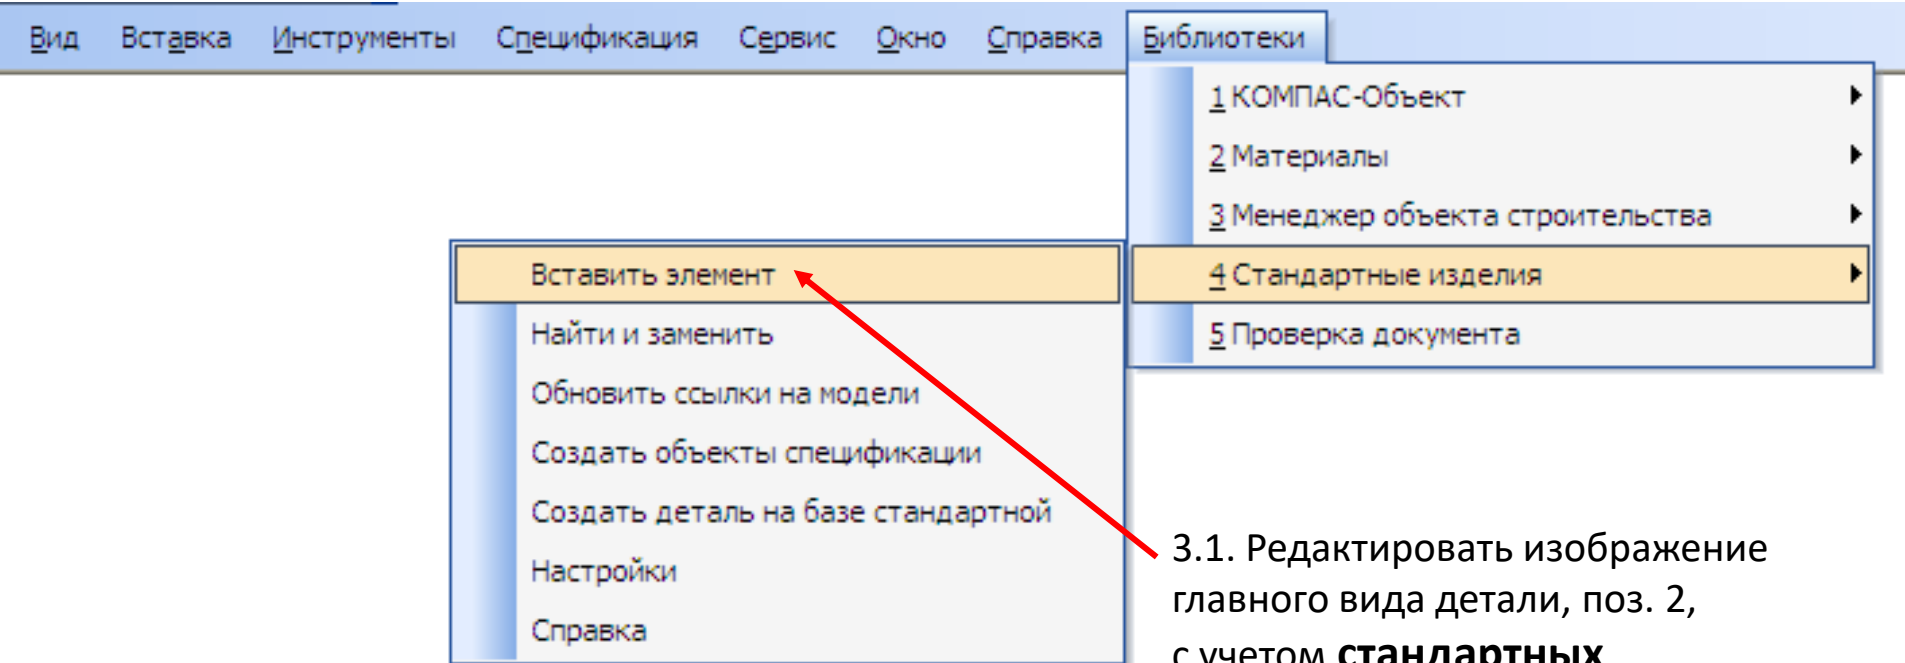 Вид Вставка Инструменты Спецификация Сервис Окно Справка Библиотеки
1 КОМПАС-Объект
2 Материалы
3 Менеджер объекта строительства
4 Стандартные изделия
5 Проверка документа
Вставить элемент
Найти и заменить
Обновить ссылки на модели
Создать объекты спецификации
Создать деталь на базе стандартной
Настройки
Справка
3.1. Редактировать изображение
главного вида детали, поз. 2,
с учетом стандартных